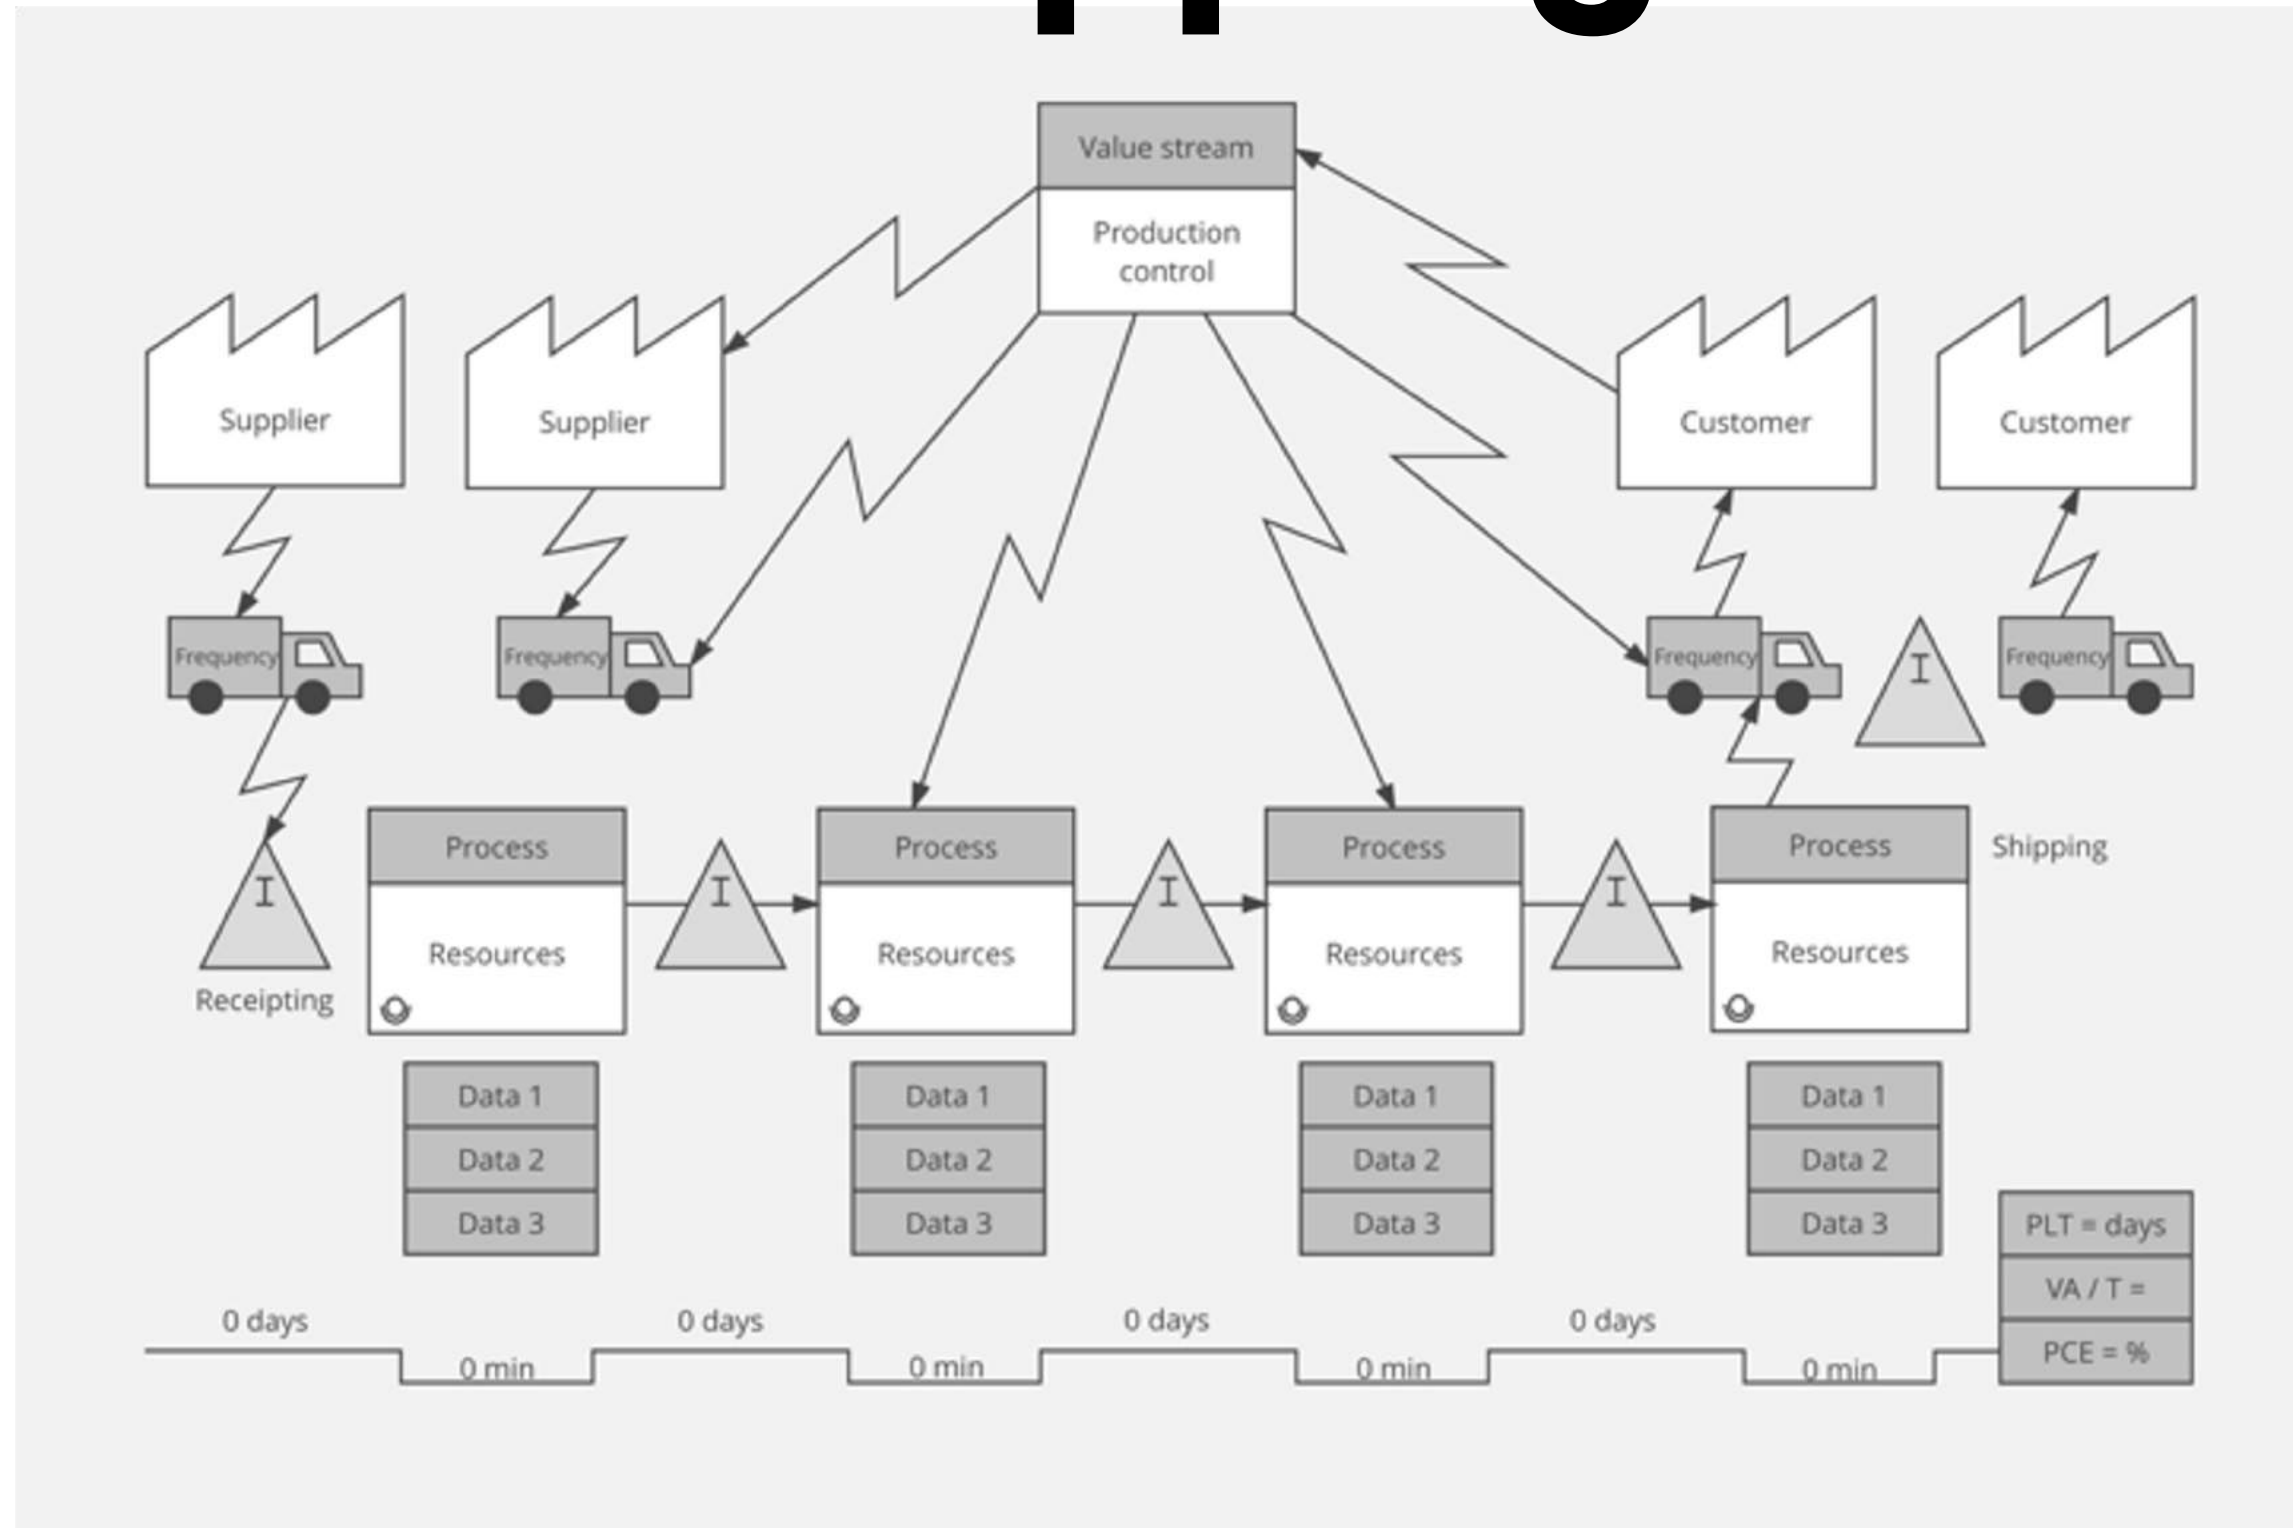 Value stream
Production
control
Supplier
Supplier
Customer
Customer
Frequency
Frequency
Frequency
I
Frequency
I
Receipting
Process
Resources
I
Process
Resources
I
Process
Resources
I
Process
Resources
Shipping
Data 1
Data 2
Data 3
Data 1
Data 2
Data 3
Data 1
Data 2
Data 3
Data 1
Data 2
Data 3
PLT = days
VA / T =
PCE = %
0 days
0 min
0 days
0 min
0 days
0 min
0 days
0 min